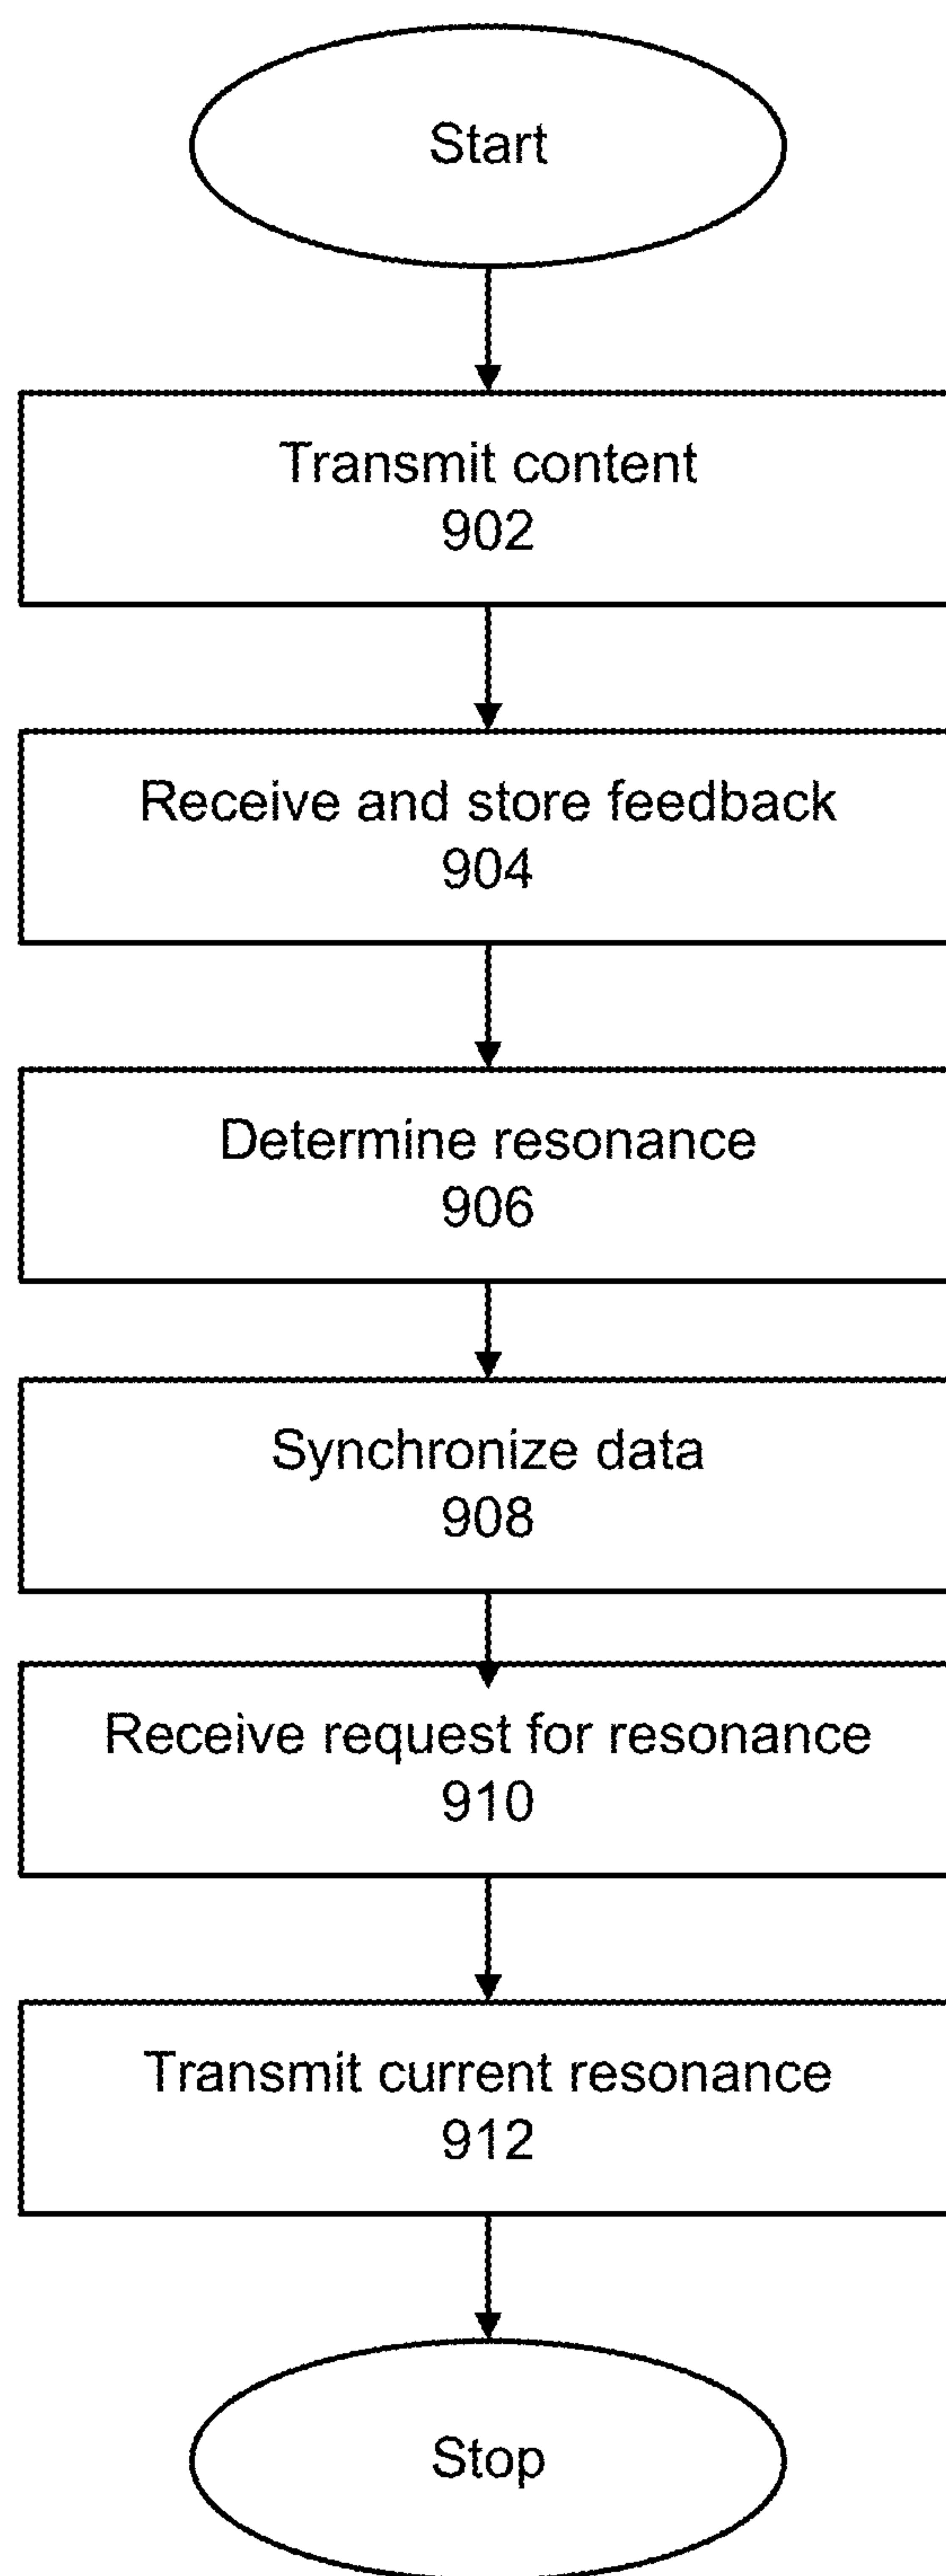 Start
Transmit content
902
Receive and store feedback
904
Determine resonance
906
Synchronize data
908
Receive request for resonance
910
Transmit current resonance
912
Stop